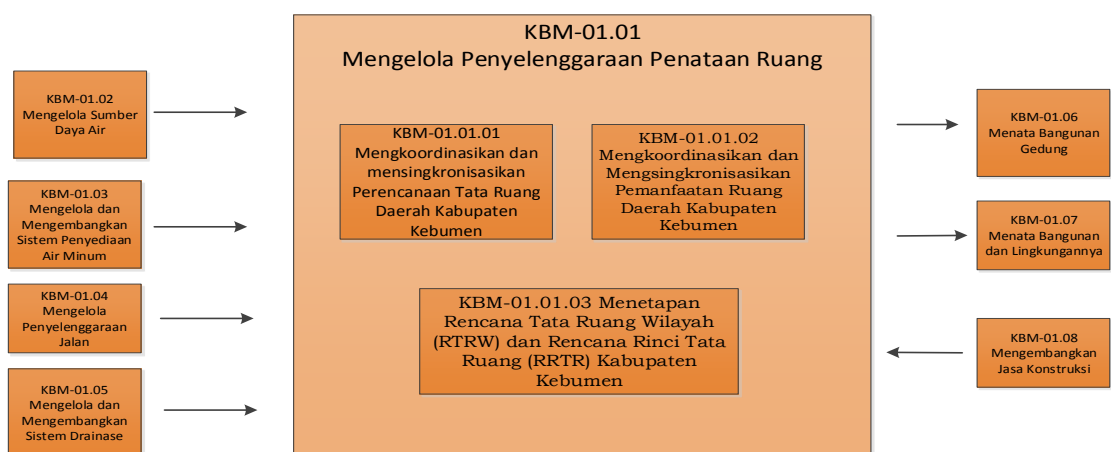 KBM-01.01
Mengelola Penyelenggaraan Penataan Ruang
KBM-01.02
Mengelola Sumber
Daya Air
KBM-01.03
Mengelola dan
Mengembangkan
Sistem Penyediaan
Air Minum
KBM-01.04
Mengelola
Penyelenggaraan
Jalan
KBM-01.05
Mengelola dan
Mengembangkan
Sistem Drainase
KBM-01.01.01
Mengkoordinasikan dan
mensingkronisasikan
Perencanaan Tata Ruang
Daerah Kabupaten
Kebumen
KBM-01.01.02
Mengkoordinasikan dan
Mengsingkronisasikan
Pemanfaatan Ruang
Daerah Kabupaten
Kebumen
KBM-01.01.03 Menetapan
Rencana Tata Ruang Wilayah
(RTRW) dan Rencana Rinci Tata
Ruang (RRTR) Kabupaten
Kebumen
KBM-01.06
Menata Bangunan
Gedung
KBM-01.07
Menata Bangunan
dan Lingkungannya
KBM-01.08
Mengembangkan
Jasa Konstruksi